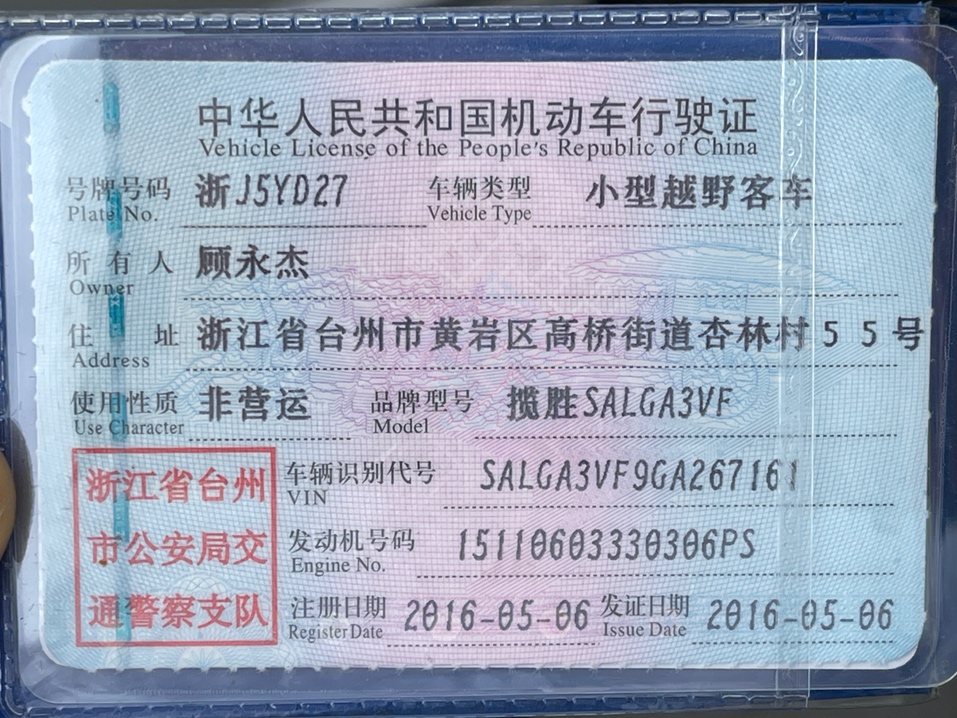 中华人民共和国机动车行驶证
Vehicle License of the People's Republic of China
号牌号码 浙J5YD27 车辆类型 小型越野客车
Plate No. Vehicle Type
所有人 顾永杰
Owner
住址 浙江省台州市黄岩区高桥街道杏林村55号
Address
使用性质 非营运 品牌型号 揽胜SALGA3VF
Use Character Model
浙江省台州 车辆识别代号 SALGA3VF9GA267161
VIN
市公安局交 发动机号码 15110603330306PS
Engine No.
通警察支队 注册日期 2016-05-06 发证日期 2016-05-06
Register Date Issue Date